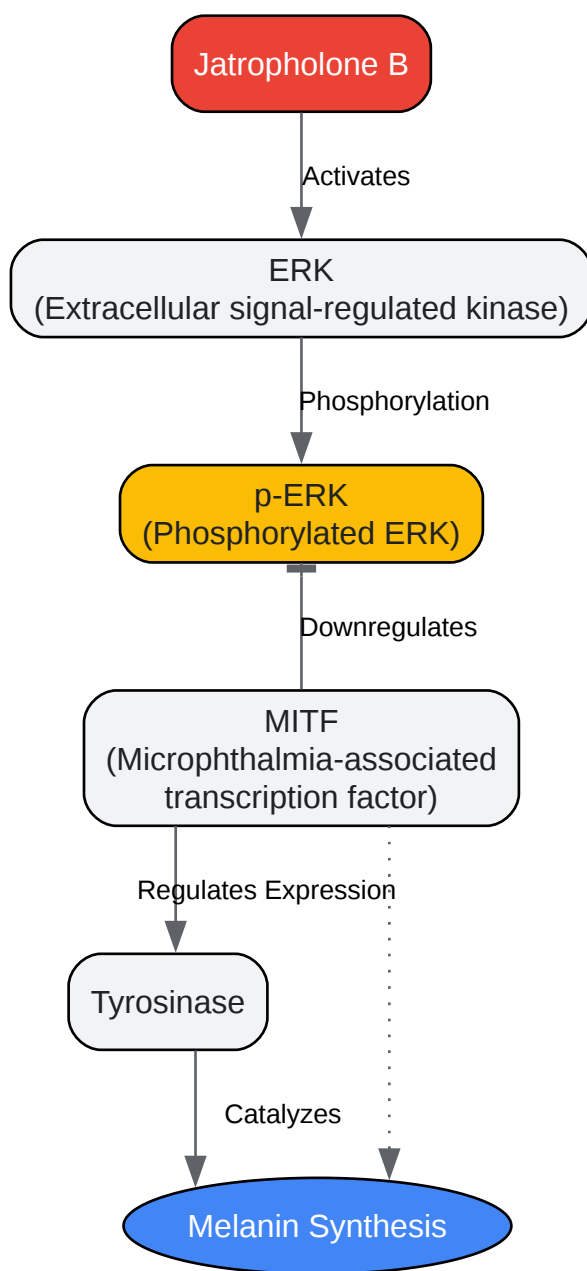 Jatropholone B
Activates
ERK
(Extracellular signal-regulated kinase)
Phosphorylation
p-ERK
(Phosphorylated ERK)
Downregulates
MITF
(Microphthalmia-associated
transcription factor)
Regulates Expression
Tyrosinase
Catalyzes
Melanin Synthesis